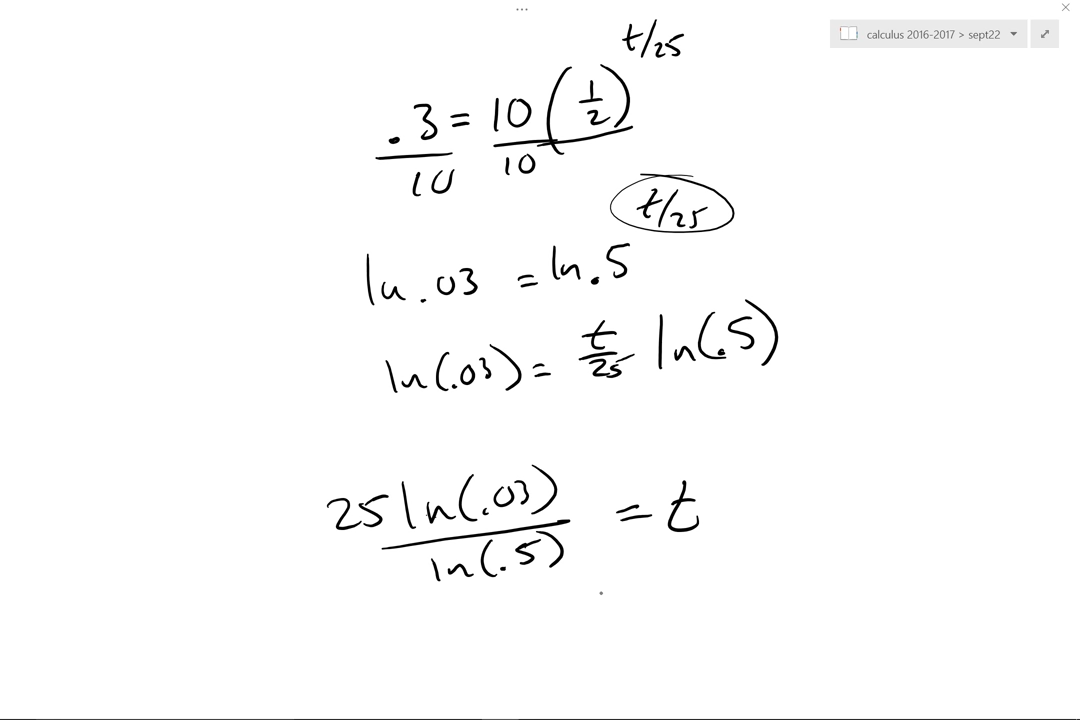 calculus 2016-2017 > sept22
.3/10 = 10(1/2)^(t/25)/10
ln .03 = ln .5^(t/25)
ln(.03) = t/25 ln(.5)
25 ln(.03)/ln(.5) = t